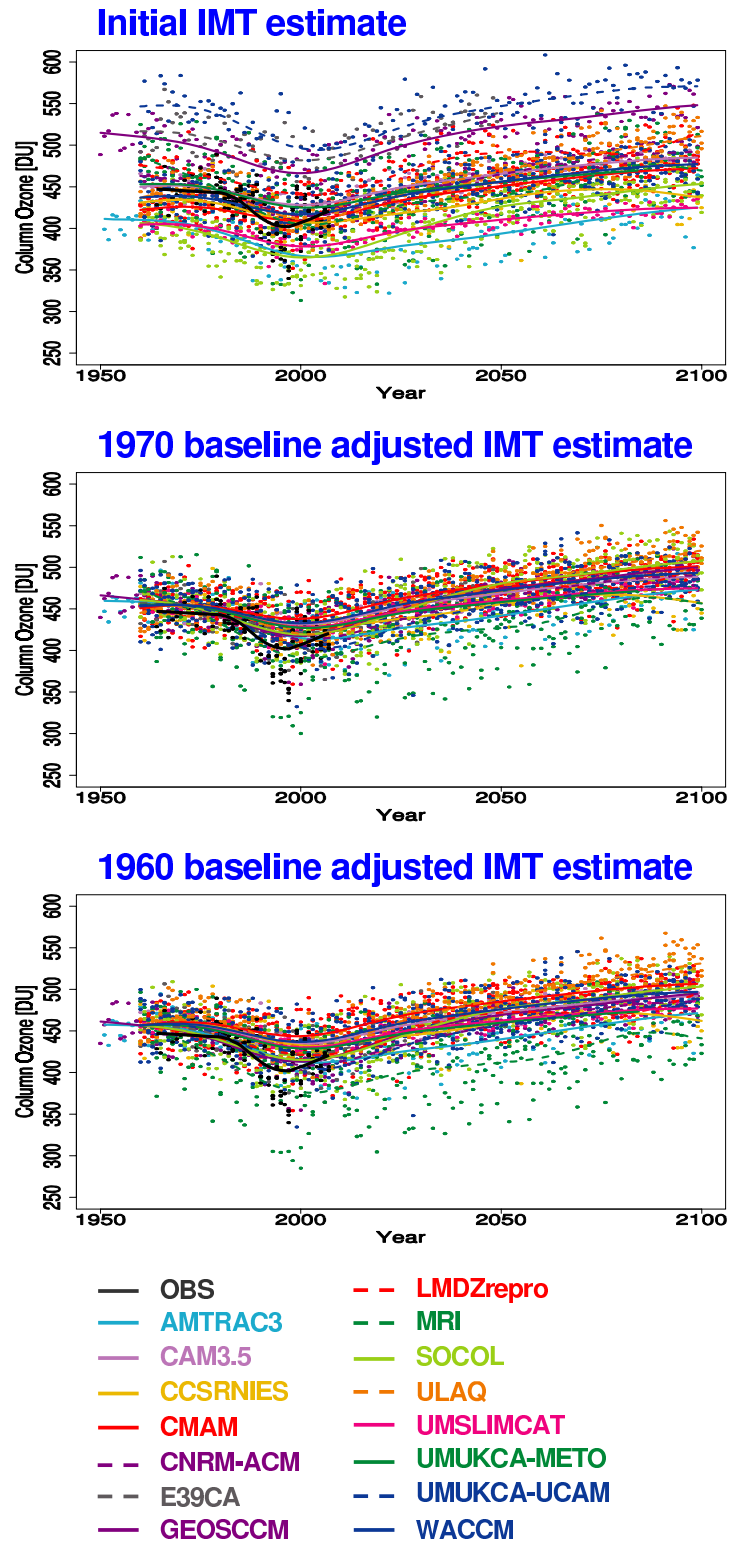 Initial IMT estimate
600
550
500
450
400
350
300
250
Column Ozone [DU]
1950 2000 2050 2100
Year
1970 baseline adjusted IMT estimate
600
550
500
450
400
350
300
250
Column Ozone [DU]
1950 2000 2050 2100
Year
1960 baseline adjusted IMT estimate
600
550
500
450
400
350
300
250
Column Ozone [DU]
1950 2000 2050 2100
Year
OBS
AMTRAC3
CAM3.5
CCSRNIES
CMAM
CNRM-ACM
E39CA
GEOSCCM
LMDZrepro
MRI
SOCOL
ULAQ
UMSLIMCAT
UMUKCA-METO
UMUKCA-UCAM
WACCM